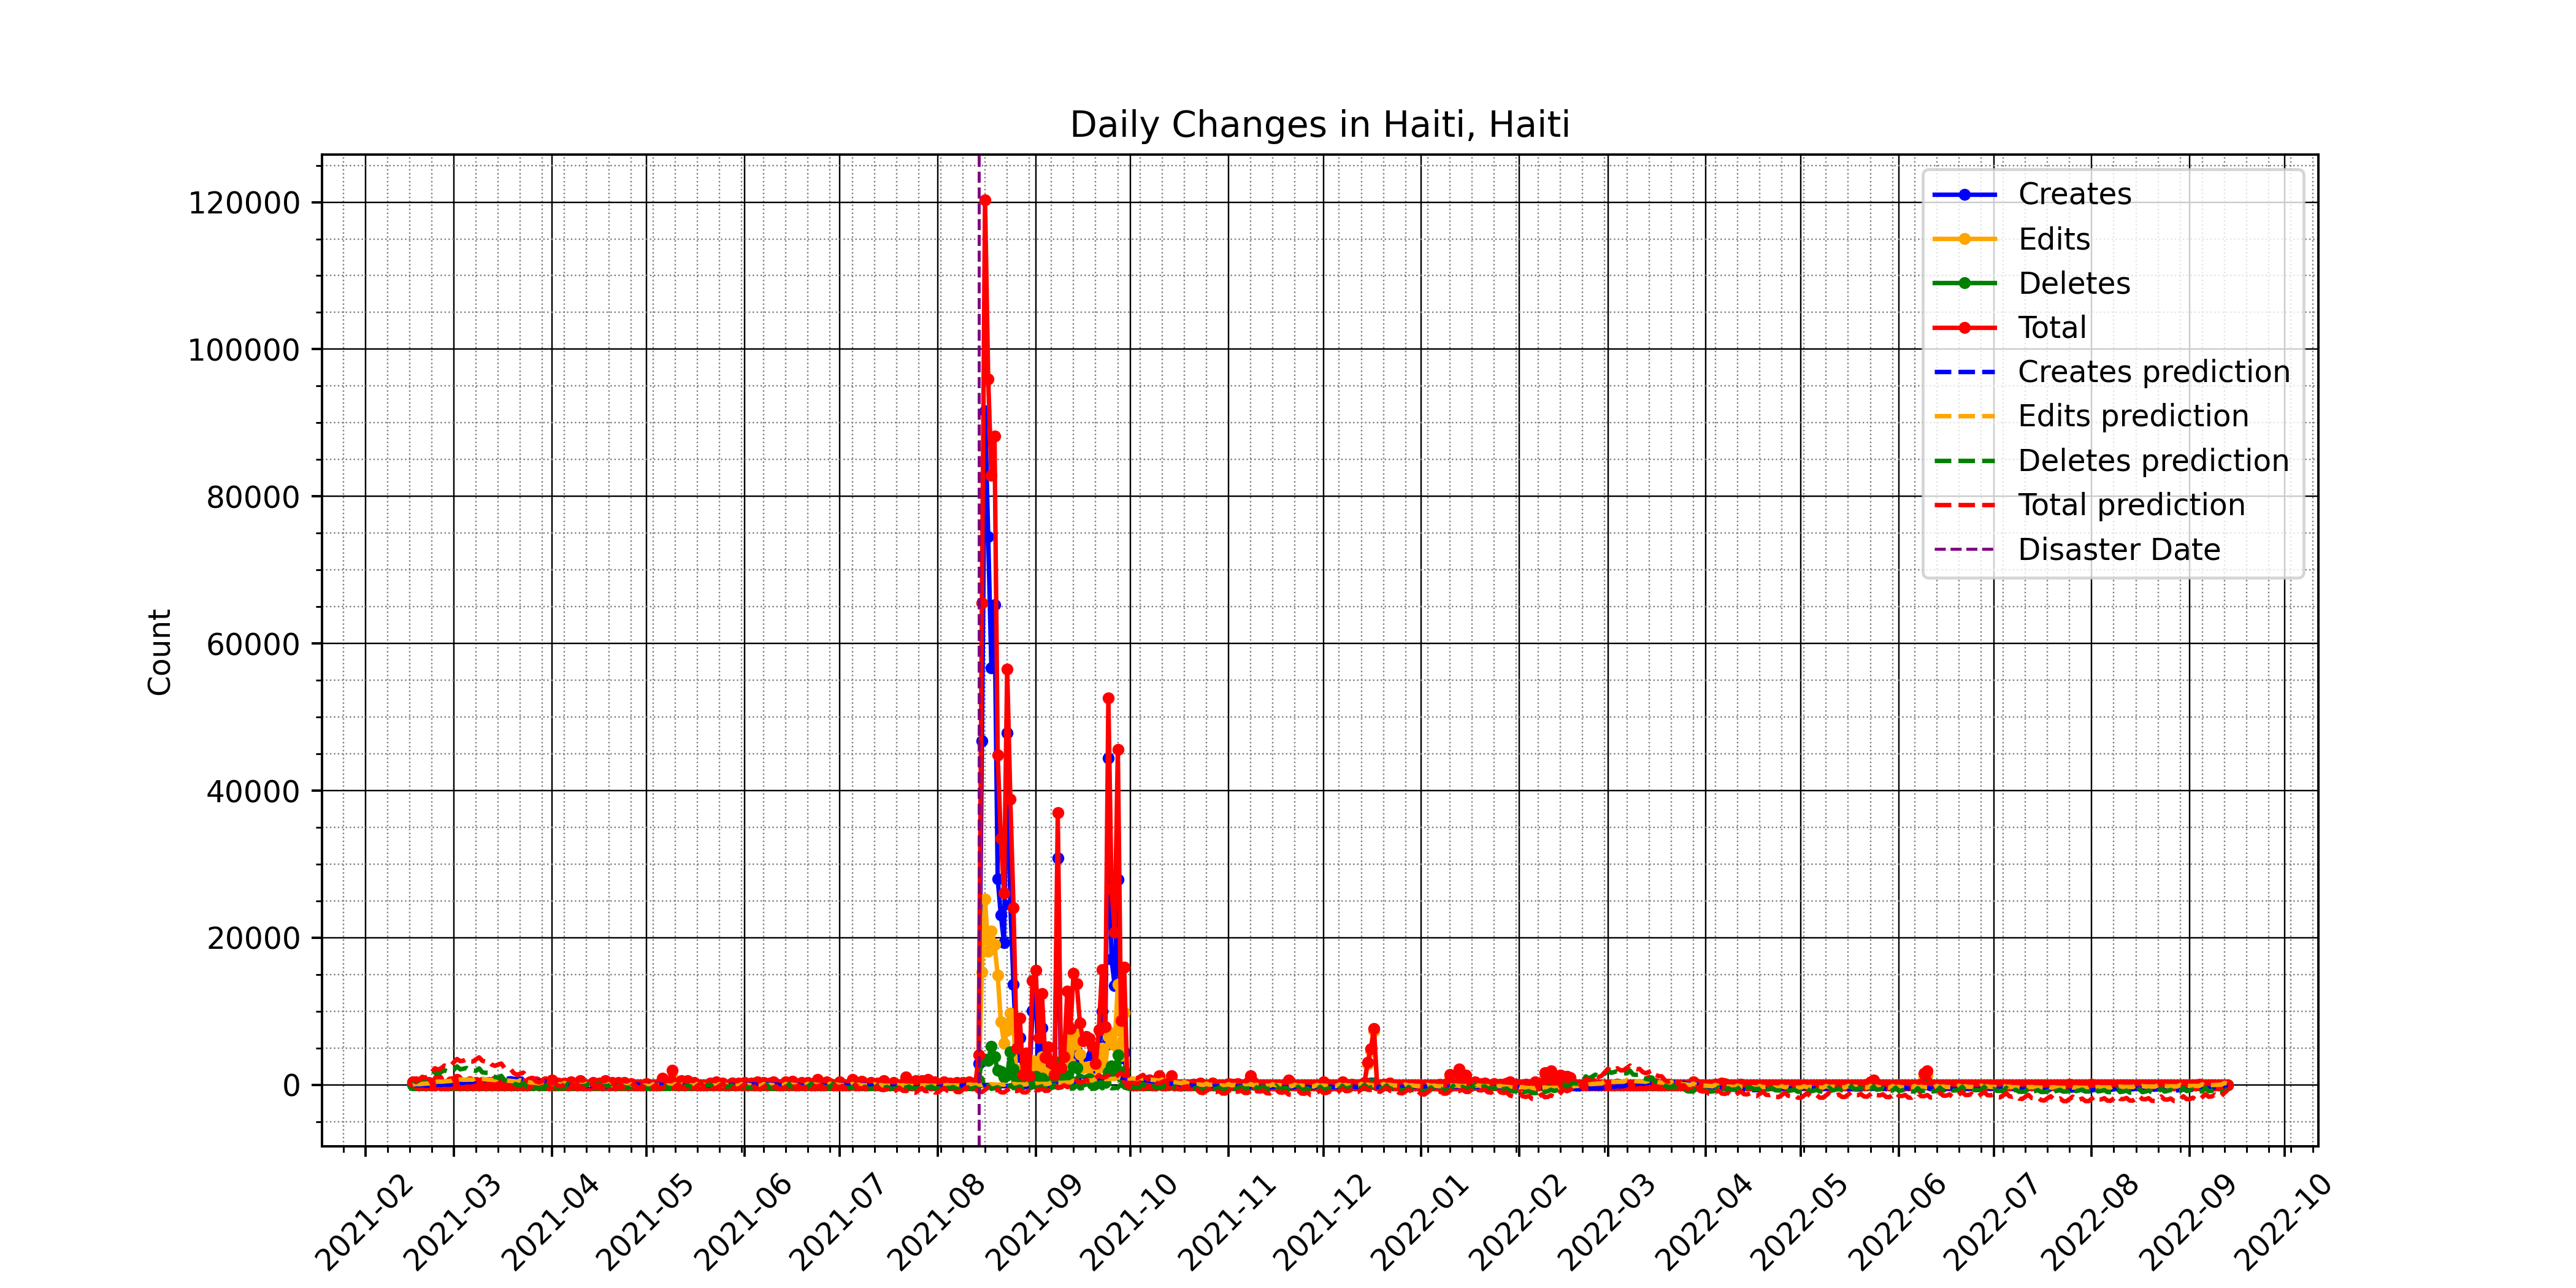 Daily Changes in Haiti, Haiti
120000
100000
80000
60000
40000
20000
0
Count
Creates
Edits
Deletes
Total
Creates prediction
Edits prediction
Deletes prediction
Total prediction
Disaster Date
2021-02
2021-03
2021-04
2021-05
2021-06
2021-07
2021-08
2021-09
2021-10
2021-11
2021-12
2022-01
2022-02
2022-03
2022-04
2022-05
2022-06
2022-07
2022-08
2022-09
2022-10